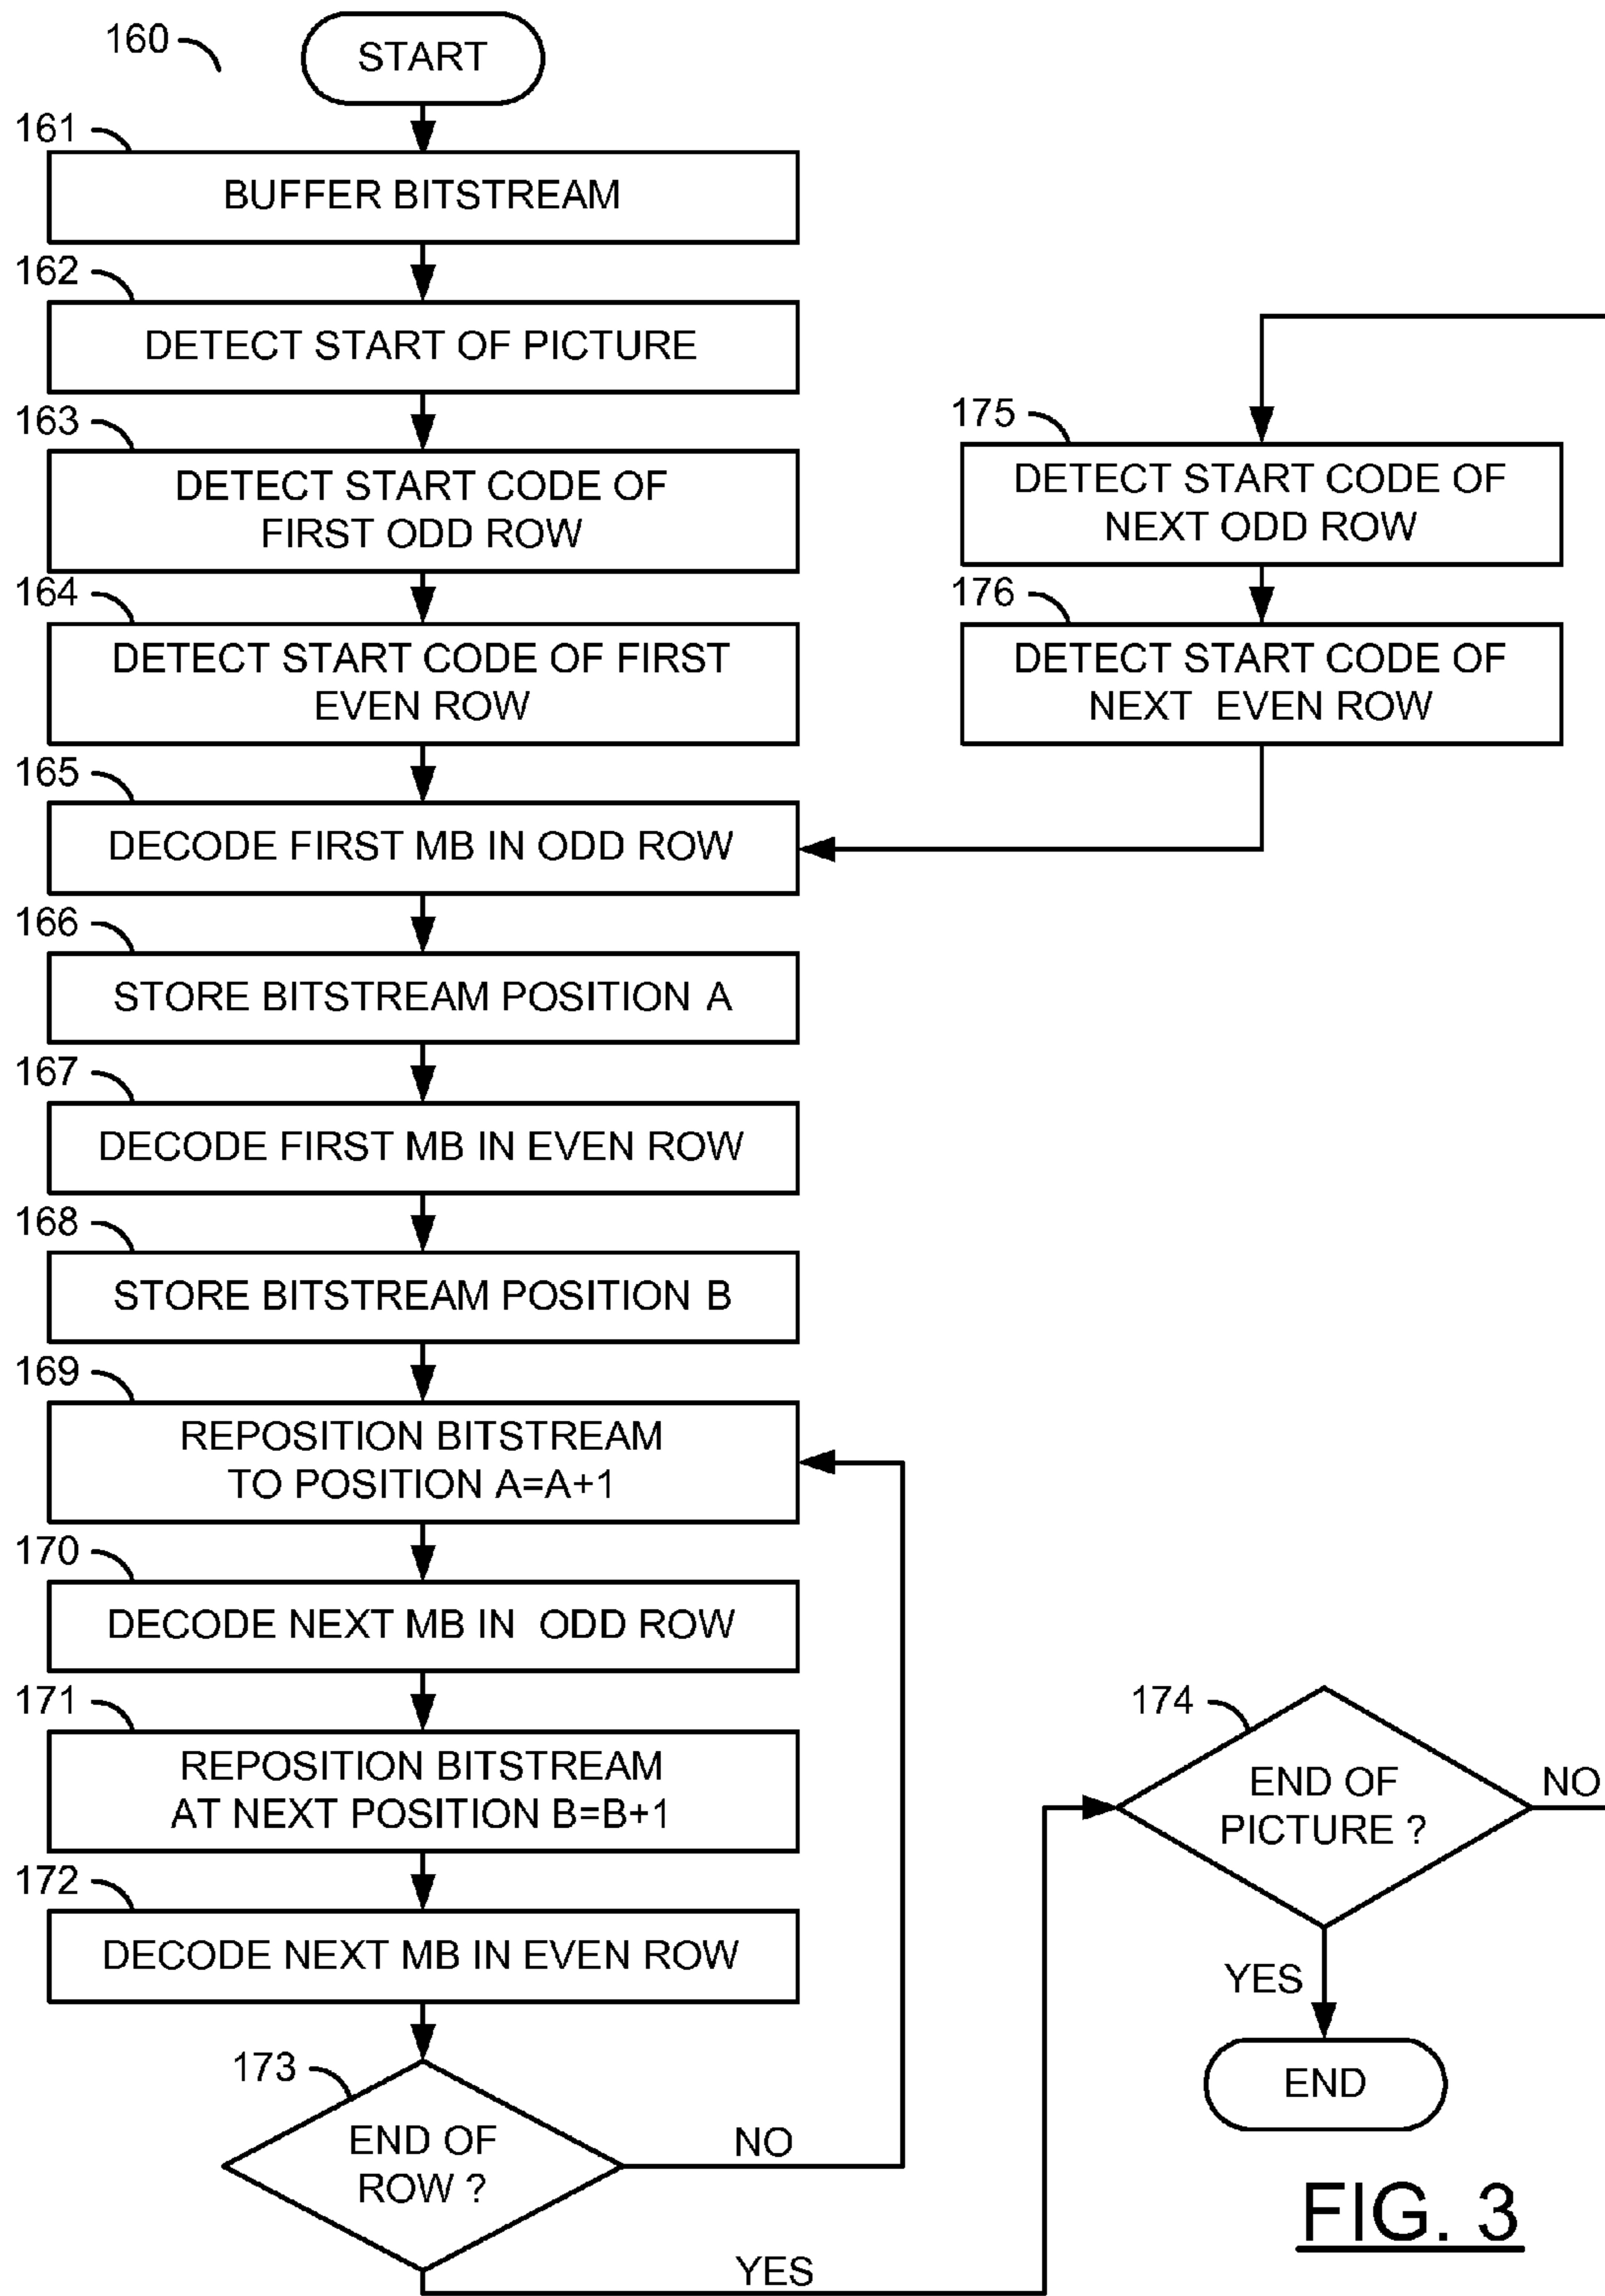 160
START
161
BUFFER BITSTREAM
162
DETECT START OF PICTURE
163
DETECT START CODE OF
FIRST ODD ROW
164
DETECT START CODE OF FIRST
EVEN ROW
165
DECODE FIRST MB IN ODD ROW
166
STORE BITSTREAM POSITION A
167
DECODE FIRST MB IN EVEN ROW
168
STORE BITSTREAM POSITION B
169
REPOSITION BITSTREAM
TO POSITION A=A+1
170
DECODE NEXT MB IN ODD ROW
171
REPOSITION BITSTREAM
AT NEXT POSITION B=B+1
172
DECODE NEXT MB IN EVEN ROW
173
END OF
ROW ?
NO
YES
174
END OF
PICTURE ?
NO
YES
END
175
DETECT START CODE OF
NEXT ODD ROW
176
DETECT START CODE OF
NEXT EVEN ROW
FIG. 3